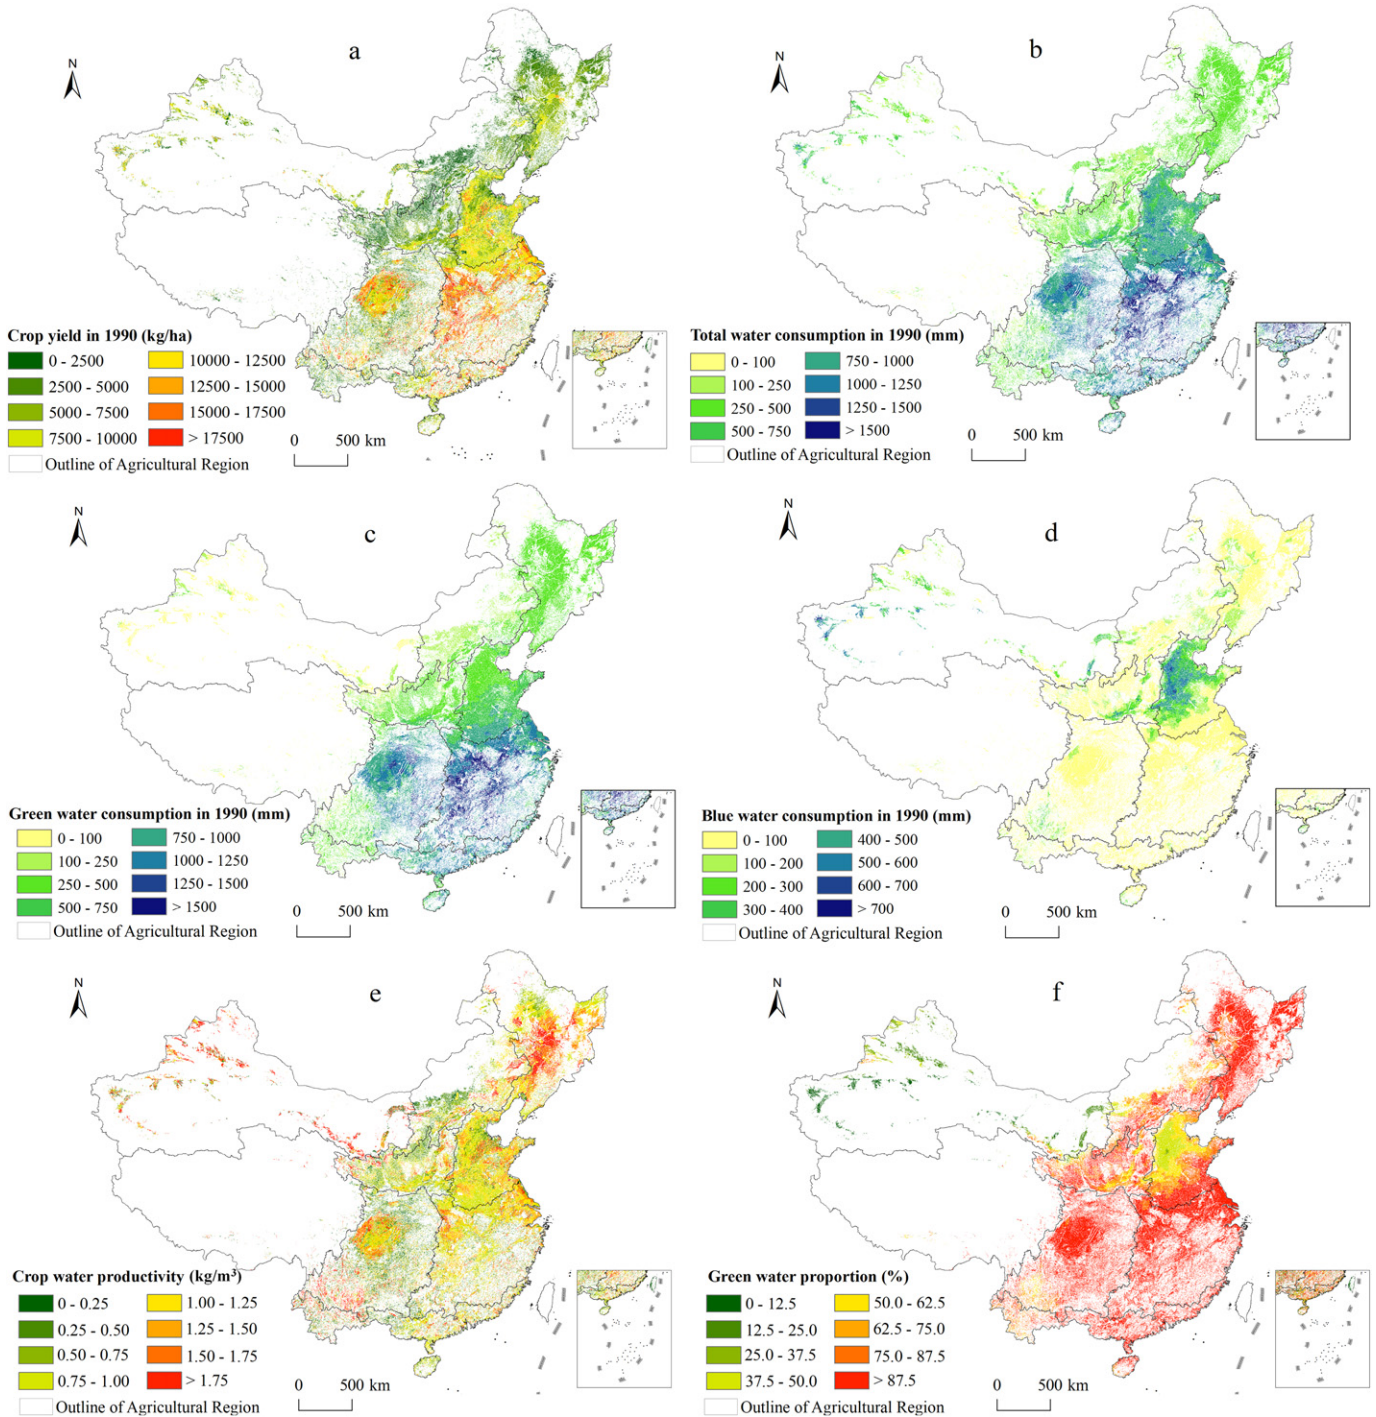 a
N
Crop yield in 1990 (kg/ha)
0 - 2500
10000 - 12500
2500 - 5000
12500 - 15000
5000 - 7500
15000 - 17500
7500 - 10000
> 17500
Outline of Agricultural Region
0 500 km
b
N
Total water consumption in 1990 (mm)
0 - 100
750 - 1000
100 - 250
1000 - 1250
250 - 500
1250 - 1500
500 - 750
> 1500
Outline of Agricultural Region
0 500 km
c
N
Green water consumption in 1990 (mm)
0 - 100
750 - 1000
100 - 250
1000 - 1250
250 - 500
1250 - 1500
500 - 750
> 1500
Outline of Agricultural Region
0 500 km
d
N
Blue water consumption in 1990 (mm)
0 - 100
400 - 500
100 - 200
500 - 600
200 - 300
600 - 700
300 - 400
> 700
Outline of Agricultural Region
0 500 km
e
N
Crop water productivity (kg/m³)
0 - 0.25
1.00 - 1.25
0.25 - 0.50
1.25 - 1.50
0.50 - 0.75
1.50 - 1.75
0.75 - 1.00
> 1.75
Outline of Agricultural Region
0 500 km
f
N
Green water proportion (%)
0 - 12.5
50.0 - 62.5
12.5 - 25.0
62.5 - 75.0
25.0 - 37.5
75.0 - 87.5
37.5 - 50.0
> 87.5
Outline of Agricultural Region
0 500 km